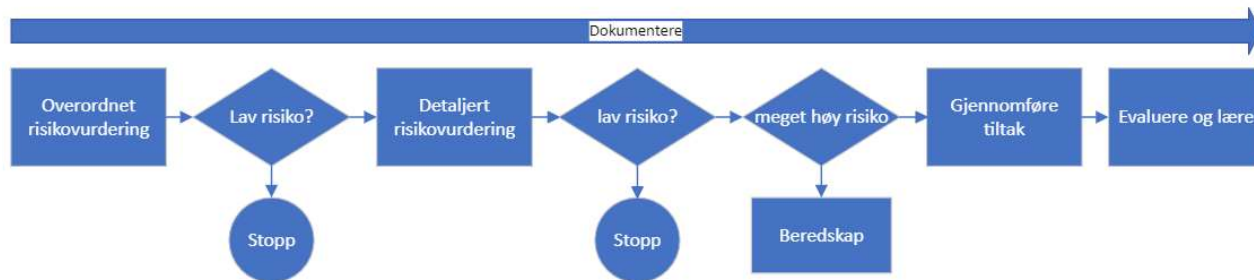 Dokumentere
Overordnet
risikovurdering
Lav risiko?
Detaljert
risikovurdering
lav risiko?
meget høy risiko
Gjennomføre
tiltak
Evaluere og lære
Stopp
Stopp
Beredskap